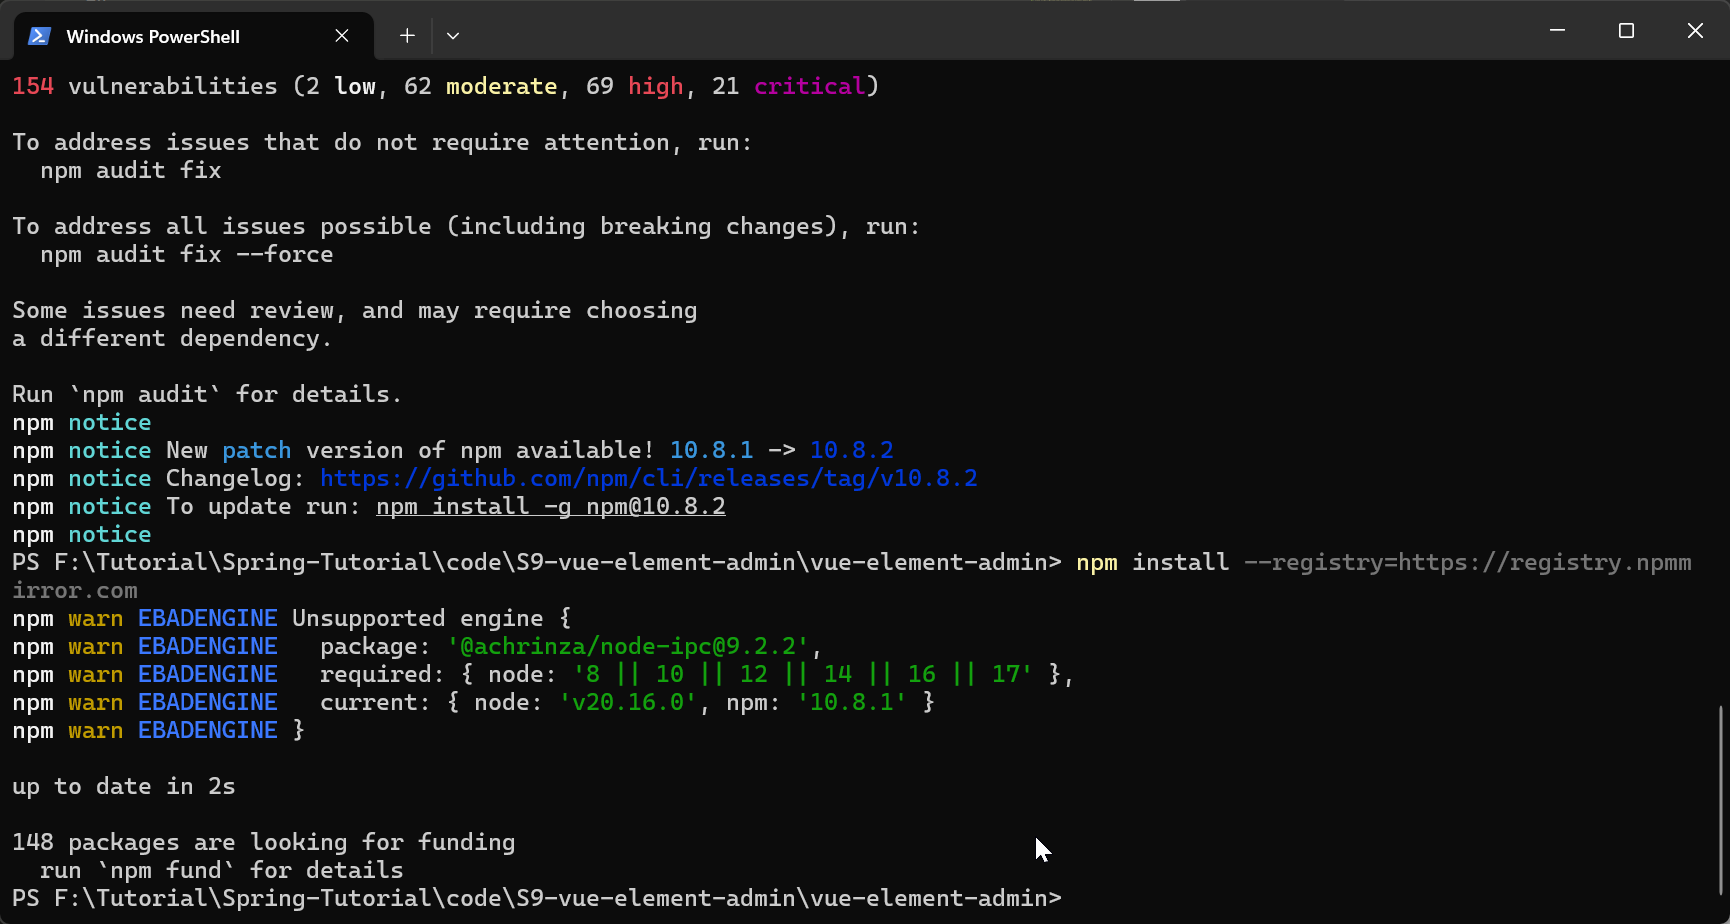 Windows PowerShell
154 vulnerabilities (2 low, 62 moderate, 69 high, 21 critical)
To address issues that do not require attention, run:
  npm audit fix
To address all issues possible (including breaking changes), run:
  npm audit fix --force
Some issues need review, and may require choosing
a different dependency.
Run `npm audit` for details.
npm notice
npm notice New patch version of npm available! 10.8.1 -> 10.8.2
npm notice Changelog: https://github.com/npm/cli/releases/tag/v10.8.2
npm notice To update run: npm install -g npm@10.8.2
npm notice
PS F:\Tutorial\Spring-Tutorial\code\S9-vue-element-admin\vue-element-admin> npm install --registry=https://registry.npmm
irror.com
npm warn EBADENGINE Unsupported engine {
npm warn EBADENGINE   package: '@achrinza/node-ipc@9.2.2',
npm warn EBADENGINE   required: { node: '8 || 10 || 12 || 14 || 16 || 17' },
npm warn EBADENGINE   current: { node: 'v20.16.0', npm: '10.8.1' }
npm warn EBADENGINE }
up to date in 2s
148 packages are looking for funding
  run `npm fund` for details
PS F:\Tutorial\Spring-Tutorial\code\S9-vue-element-admin\vue-element-admin>